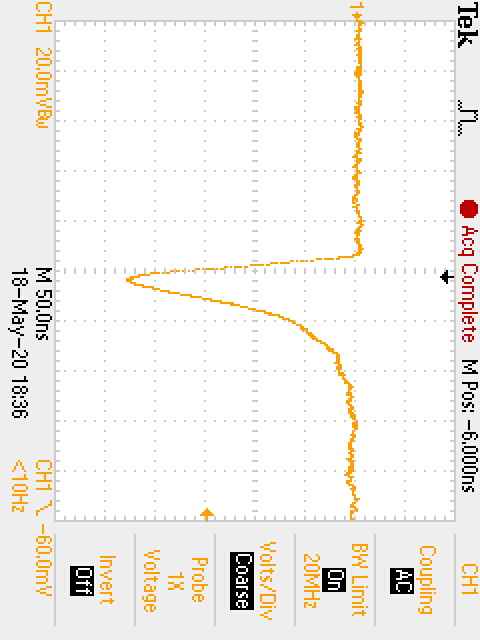 Tek
Acq Complete
M Pos: -6.000ns
CH1
Coupling
AC
BW Limit
On
20MHz
Volts/Div
Coarse
Probe
1X
Voltage
Invert
Off
1
CH1 20.0mVBW
M 50.0ns
CH1 \ -60.0mV
18-May-20 18:36
<10Hz